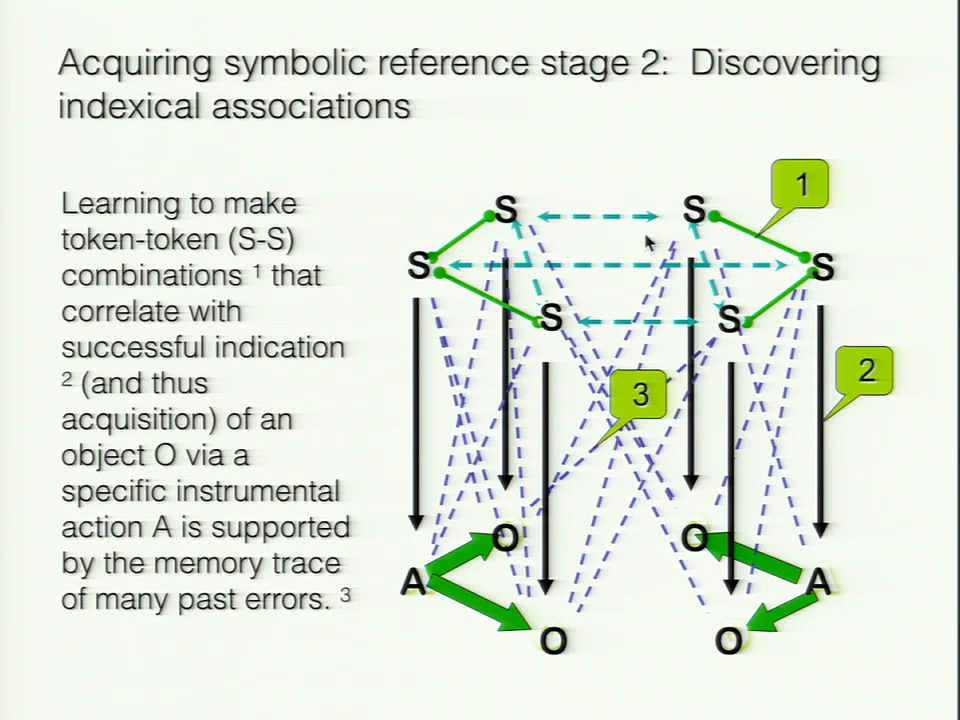 Acquiring symbolic reference stage 2: Discovering
indexical associations
Learning to make
token-token (S-S)
combinations ¹ that
correlate with
successful indication
² (and thus
acquisition) of an
object O via a
specific instrumental
action A is supported
by the memory trace
of many past errors. ³
1
S S
S S
S S
2
3
O O
A A
O O